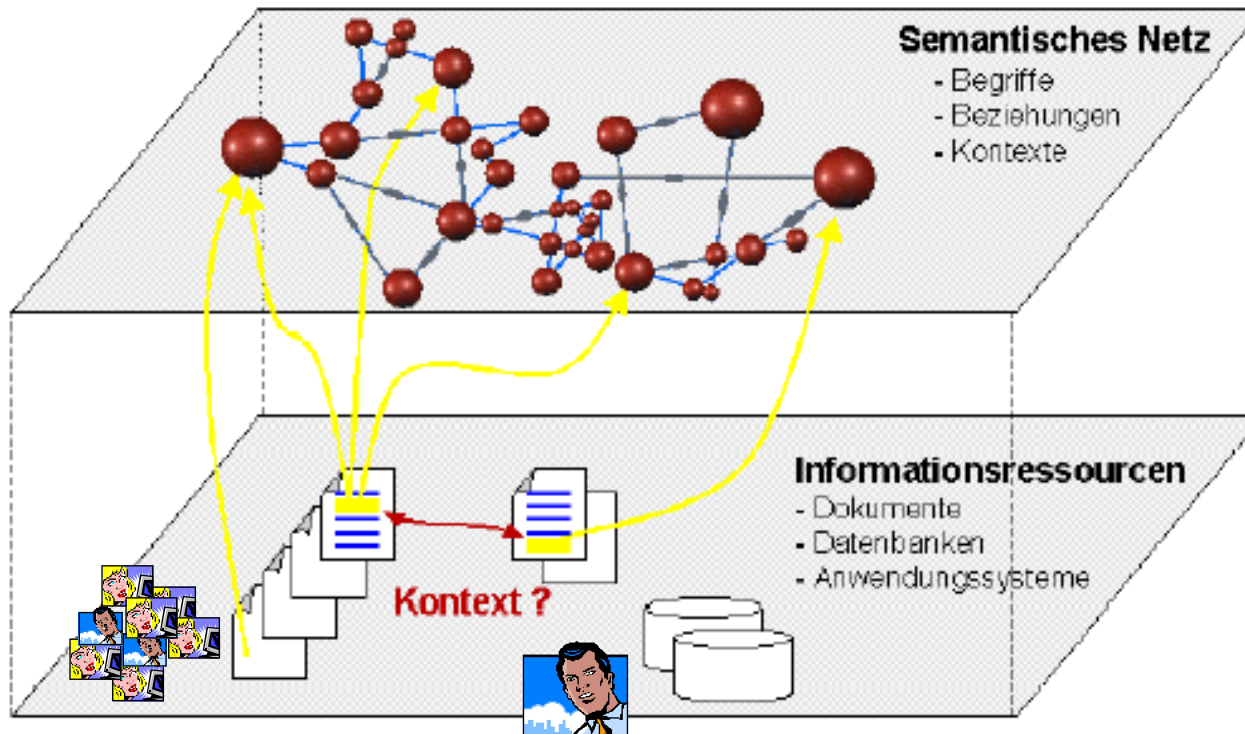 Semantisches Netz
- Begriffe
- Beziehungen
- Kontexte
Informationsressourcen
- Dokumente
- Datenbanken
- Anwendungssysteme
Kontext ?